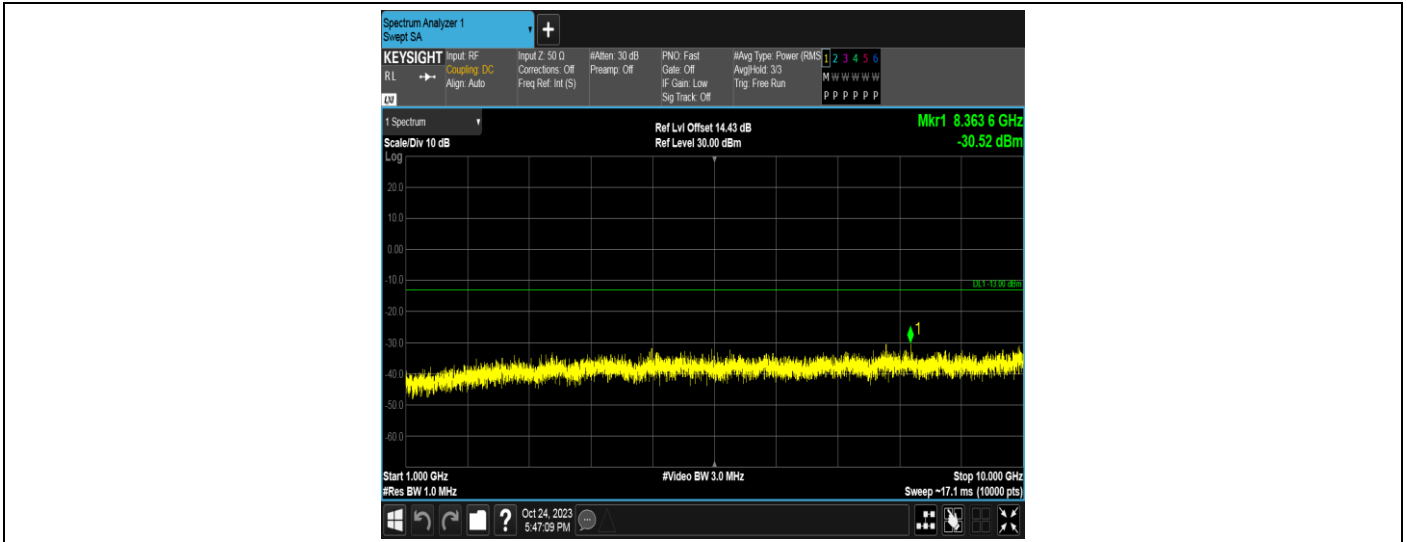 Spectrum Analyzer 1
Swept SA
+
KEYSIGHT
RL
LXI
Input: RF
Coupling: DC
Align: Auto
Input Z: 50 Ω
Corrections: Off
Freq Ref: Int (S)
#Atten: 30 dB
Preamp: Off
PNO: Fast
Gate: Off
IF Gain: Low
Sig Track: Off
#Avg Type: Power (RMS
Avg|Hold: 3/3
Trig: Free Run
1 2 3 4 5 6
M W W W W W
P P P P P P
1 Spectrum
Scale/Div 10 dB
Log
Ref Lvl Offset 14.43 dB
Ref Level 30.00 dBm
Mkr1 8.363 6 GHz
-30.52 dBm
20.0
10.0
0.00
-10.0
DL1 -13.00 dBm
-20.0
1
-30.0
-40.0
-50.0
-60.0
Start 1.000 GHz
#Video BW 3.0 MHz
Stop 10.000 GHz
#Res BW 1.0 MHz
Sweep ~17.1 ms (10000 pts)
?
Oct 24, 2023
5:47:09 PM